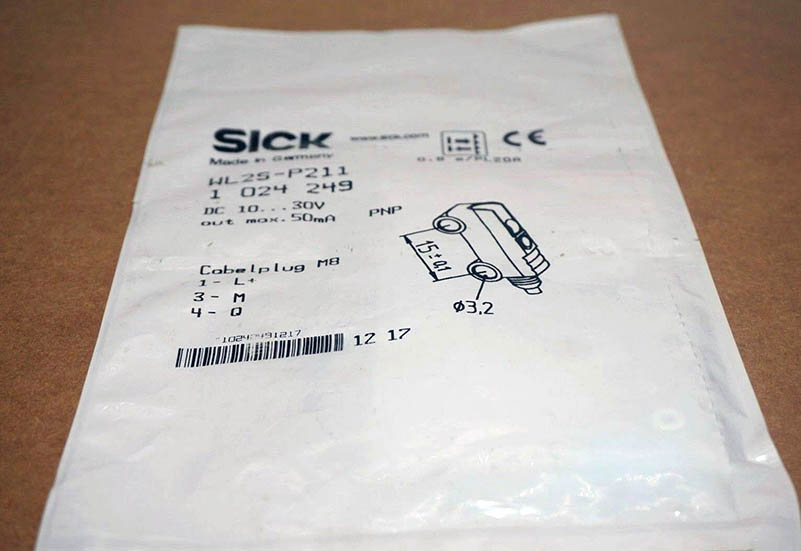 SICK www.sick.com CE
Made in Germany 0.8 m/PL20A
WL2S-P211
1 024 249
DC 10...30V PNP
out max.50mA
Cabelplug M8
1- L+
3- M
4- Q
15±0.1
ø3,2
12 17